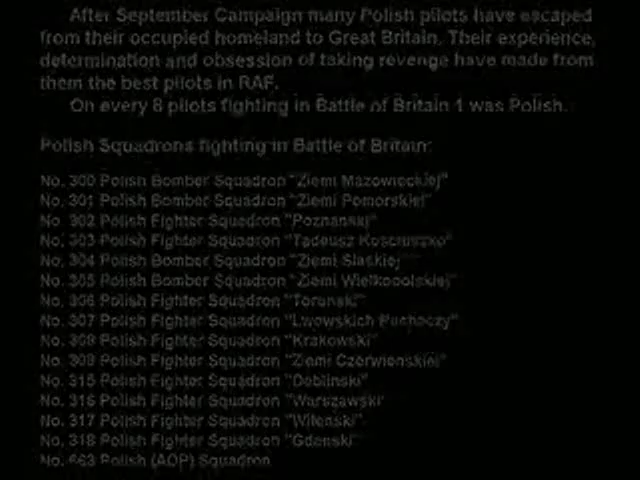 After September Campaign many Polish pilots have escaped
from their occupied homeland to Great Britain. Their experience,
determination and obsession of taking revenge have made from
them the best pilots in RAF.
On every 8 pilots fighting in Battle of Britain 1 was Polish.
Polish Squadrons fighting in Battle of Britain:
No. 300 Polish Bomber Squadron "Ziemi Mazowieckiej"
No. 301 Polish Bomber Squadron "Ziemi Pomorskiej"
No. 302 Polish Fighter Squadron "Poznanski"
No. 303 Polish Fighter Squadron "Tadeusz Kosciuszko"
No. 304 Polish Bomber Squadron "Ziemi Slaskiej"
No. 305 Polish Bomber Squadron "Ziemi Wielkopolskiej"
No. 306 Polish Fighter Squadron "Torunski"
No. 307 Polish Fighter Squadron "Lwowskich Puchaczy"
No. 308 Polish Fighter Squadron "Krakowski"
No. 309 Polish Fighter Squadron "Ziemi Czerwienskiej"
No. 315 Polish Fighter Squadron "Deblinski"
No. 316 Polish Fighter Squadron "Warszawski"
No. 317 Polish Fighter Squadron "Wilenski"
No. 318 Polish Fighter Squadron "Gdanski"
No. 663 Polish (AOP) Squadron